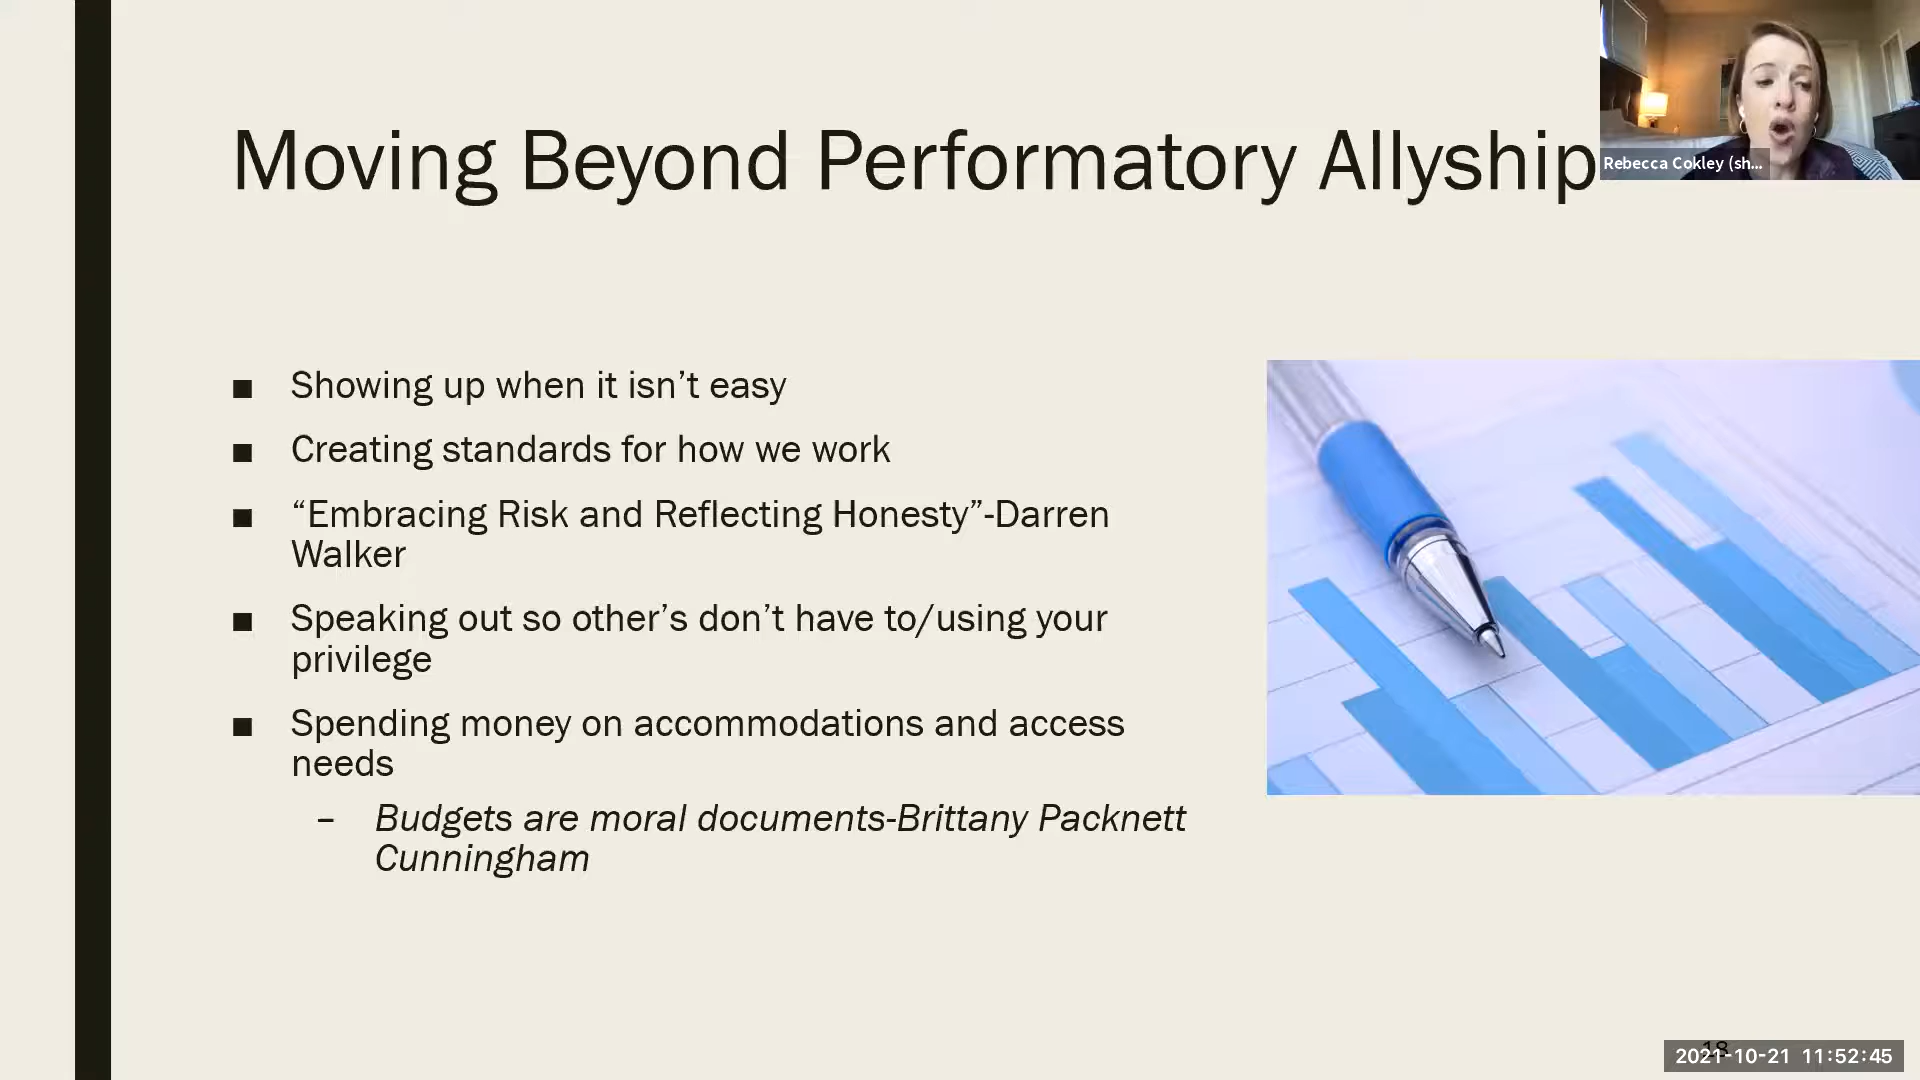 Moving Beyond Performatory Allyship
Rebecca Cokley (sh...
■ Showing up when it isn’t easy
■ Creating standards for how we work
■ “Embracing Risk and Reflecting Honesty”-Darren
Walker
■ Speaking out so other’s don’t have to/using your
privilege
■ Spending money on accommodations and access
needs
– Budgets are moral documents-Brittany Packnett
Cunningham
18
2021-10-21 11:52:45